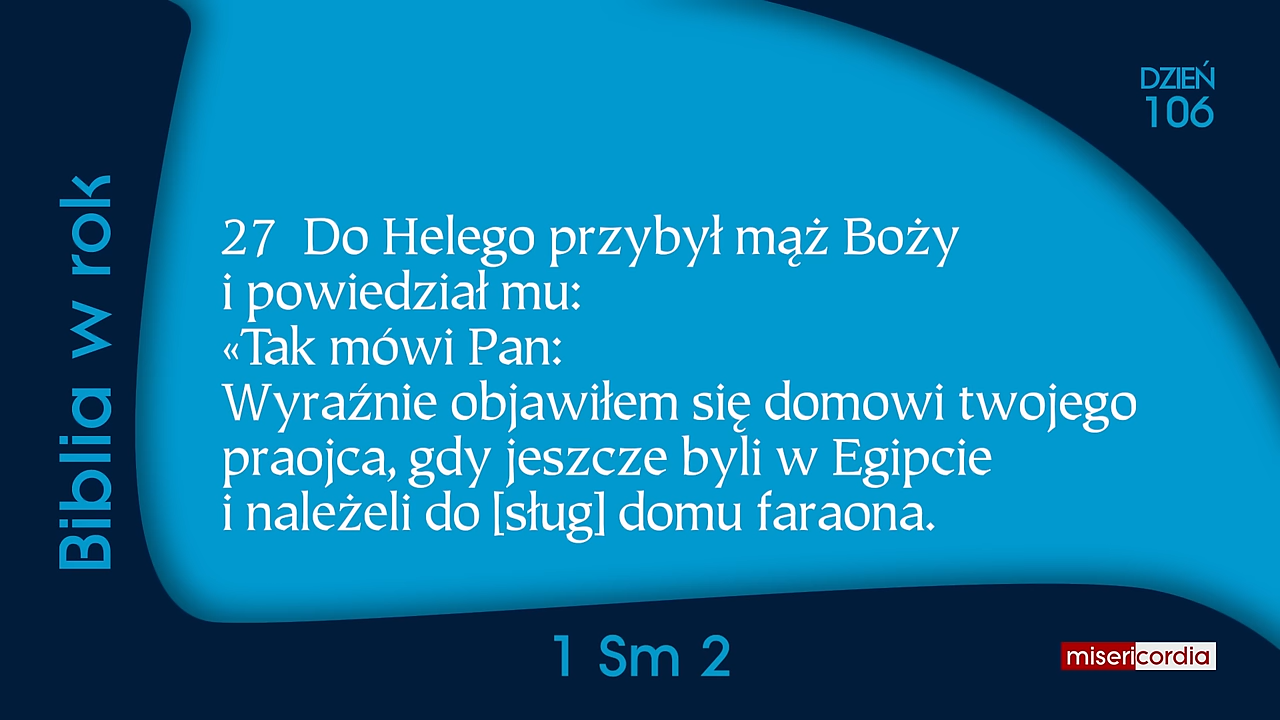 DZIEŃ
106
Biblia w rok
27 Do Helego przybył mąż Boży
i powiedział mu:
«Tak mówi Pan:
Wyraźnie objawiłem się domowi twojego
praojca, gdy jeszcze byli w Egipcie
i należeli do [sług] domu faraona.
1 Sm 2
misericordia